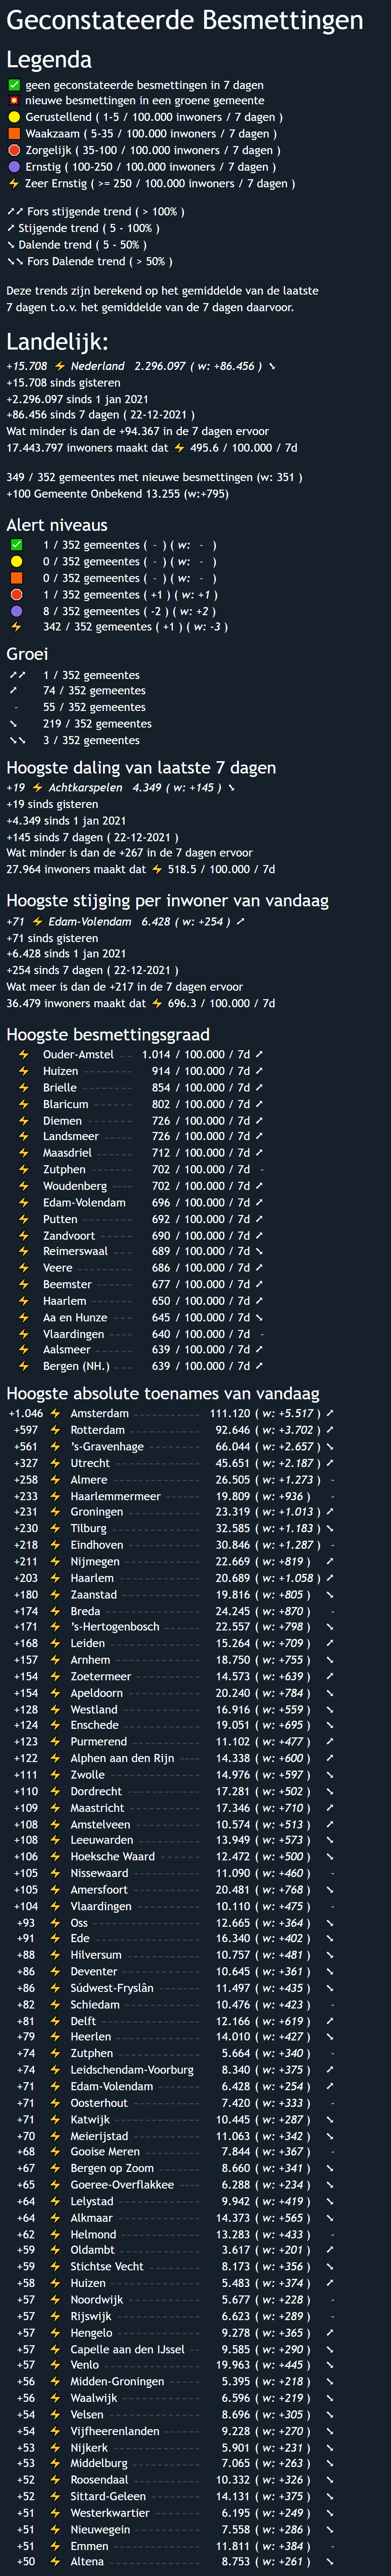 Geconstateerde Besmettingen
Legenda
✅ geen geconstateerde besmettingen in 7 dagen
💥 nieuwe besmettingen in een groene gemeente
🟡 Gerustellend ( 1-5 / 100.000 inwoners / 7 dagen )
🟧 Waakzaam ( 5-35 / 100.000 inwoners / 7 dagen )
🛑 Zorgelijk ( 35-100 / 100.000 inwoners / 7 dagen )
🟣 Ernstig ( 100-250 / 100.000 inwoners / 7 dagen )
⚡ Zeer Ernstig ( >= 250 / 100.000 inwoners / 7 dagen )
➚➚ Fors stijgende trend ( > 100% )
➚ Stijgende trend ( 5 - 100% )
➘ Dalende trend ( 5 - 50% )
➘➘ Fors Dalende trend ( > 50% )
Deze trends zijn berekend op het gemiddelde van de laatste
7 dagen t.o.v. het gemiddelde van de 7 dagen daarvoor.
Landelijk:
+15.708 ⚡ Nederland 2.296.097 ( w: +86.456 ) ➘
+15.708 sinds gisteren
+2.296.097 sinds 1 jan 2021
+86.456 sinds 7 dagen ( 22-12-2021 )
Wat minder is dan de +94.367 in de 7 dagen ervoor
17.443.797 inwoners maakt dat ⚡ 495.6 / 100.000 / 7d
349 / 352 gemeentes met nieuwe besmettingen (w: 351 )
+100 Gemeente Onbekend 13.255 (w:+795)
Alert niveaus
✅ 1 / 352 gemeentes ( - ) ( w: - )
🟡 0 / 352 gemeentes ( - ) ( w: - )
🟧 0 / 352 gemeentes ( - ) ( w: - )
🛑 1 / 352 gemeentes ( +1 ) ( w: +1 )
🟣 8 / 352 gemeentes ( -2 ) ( w: +2 )
⚡ 342 / 352 gemeentes ( +1 ) ( w: -3 )
Groei
➚➚ 1 / 352 gemeentes
➚ 74 / 352 gemeentes
- 55 / 352 gemeentes
➘ 219 / 352 gemeentes
➘➘ 3 / 352 gemeentes
Hoogste daling van laatste 7 dagen
+19 ⚡ Achtkarspelen 4.349 ( w: +145 ) ➘
+19 sinds gisteren
+4.349 sinds 1 jan 2021
+145 sinds 7 dagen ( 22-12-2021 )
Wat minder is dan de +267 in de 7 dagen ervoor
27.964 inwoners maakt dat ⚡ 518.5 / 100.000 / 7d
Hoogste stijging per inwoner van vandaag
+71 ⚡ Edam-Volendam 6.428 ( w: +254 ) ➚
+71 sinds gisteren
+6.428 sinds 1 jan 2021
+254 sinds 7 dagen ( 22-12-2021 )
Wat meer is dan de +217 in de 7 dagen ervoor
36.479 inwoners maakt dat ⚡ 696.3 / 100.000 / 7d
Hoogste besmettingsgraad
⚡ Ouder-Amstel -- 1.014 / 100.000 / 7d ➚
⚡ Huizen ------- 914 / 100.000 / 7d ➚
⚡ Brielle ------- 854 / 100.000 / 7d ➚
⚡ Blaricum ----- 802 / 100.000 / 7d ➚
⚡ Diemen ------ 726 / 100.000 / 7d ➚
⚡ Landsmeer ---- 726 / 100.000 / 7d ➚
⚡ Maasdriel ----- 712 / 100.000 / 7d ➚
⚡ Zutphen ------ 702 / 100.000 / 7d -
⚡ Woudenberg --- 702 / 100.000 / 7d ➚
⚡ Edam-Volendam 696 / 100.000 / 7d ➚
⚡ Putten ------- 692 / 100.000 / 7d ➚
⚡ Zandvoort ---- 690 / 100.000 / 7d ➚
⚡ Reimerswaal --- 689 / 100.000 / 7d ➘
⚡ Veere -------- 686 / 100.000 / 7d ➚
⚡ Beemster ----- 677 / 100.000 / 7d ➚
⚡ Haarlem ------ 650 / 100.000 / 7d ➚
⚡ Aa en Hunze --- 645 / 100.000 / 7d ➘
⚡ Vlaardingen --- 640 / 100.000 / 7d -
⚡ Aalsmeer ----- 639 / 100.000 / 7d ➚
⚡ Bergen (NH.) --- 639 / 100.000 / 7d ➚
Hoogste absolute toenames van vandaag
+1.046 ⚡ Amsterdam 111.120 ( w: +5.517 ) ➚
+597 ⚡ Rotterdam 92.646 ( w: +3.702 ) ➚
+561 ⚡ 's-Gravenhage 66.044 ( w: +2.657 ) ➘
+327 ⚡ Utrecht 45.651 ( w: +2.187 ) ➚
+258 ⚡ Almere 26.505 ( w: +1.273 ) -
+233 ⚡ Haarlemmermeer 19.809 ( w: +936 ) -
+231 ⚡ Groningen 23.319 ( w: +1.013 ) ➚
+230 ⚡ Tilburg 32.585 ( w: +1.183 ) ➘
+218 ⚡ Eindhoven 30.846 ( w: +1.287 ) -
+211 ⚡ Nijmegen 22.669 ( w: +819 ) ➚
+203 ⚡ Haarlem 20.689 ( w: +1.058 ) ➚
+180 ⚡ Zaanstad 19.816 ( w: +805 ) ➘
+174 ⚡ Breda 24.245 ( w: +870 ) -
+171 ⚡ 's-Hertogenbosch 22.557 ( w: +798 ) ➘
+168 ⚡ Leiden 15.264 ( w: +709 ) ➚
+157 ⚡ Arnhem 18.750 ( w: +755 ) ➘
+154 ⚡ Zoetermeer 14.573 ( w: +639 ) ➚
+154 ⚡ Apeldoorn 20.240 ( w: +784 ) ➘
+128 ⚡ Westland 16.916 ( w: +559 ) ➘
+124 ⚡ Enschede 19.051 ( w: +695 ) ➘
+123 ⚡ Purmerend 11.102 ( w: +477 ) ➚
+122 ⚡ Alphen aan den Rijn 14.338 ( w: +600 ) ➚
+111 ⚡ Zwolle 14.976 ( w: +597 ) ➘
+110 ⚡ Dordrecht 17.281 ( w: +502 ) ➘
+109 ⚡ Maastricht 17.346 ( w: +710 ) ➚
+108 ⚡ Amstelveen 10.574 ( w: +513 ) ➚
+108 ⚡ Leeuwarden 13.949 ( w: +573 ) ➘
+106 ⚡ Hoeksche Waard 12.472 ( w: +500 ) ➘
+105 ⚡ Nissewaard 11.090 ( w: +460 ) -
+105 ⚡ Amersfoort 20.481 ( w: +768 ) ➘
+104 ⚡ Vlaardingen 10.110 ( w: +475 ) -
+93 ⚡ Oss 12.665 ( w: +364 ) ➘
+91 ⚡ Ede 16.340 ( w: +402 ) ➘
+88 ⚡ Hilversum 10.757 ( w: +481 ) ➘
+86 ⚡ Deventer 10.645 ( w: +361 ) ➘
+86 ⚡ Súdwest-Fryslân 11.497 ( w: +435 ) ➘
+82 ⚡ Schiedam 10.476 ( w: +423 ) -
+81 ⚡ Delft 12.166 ( w: +619 ) ➚
+79 ⚡ Heerlen 14.010 ( w: +427 ) ➘
+74 ⚡ Zutphen 5.664 ( w: +340 ) -
+74 ⚡ Leidschendam-Voorburg 8.340 ( w: +375 ) ➚
+71 ⚡ Edam-Volendam 6.428 ( w: +254 ) ➚
+71 ⚡ Oosterhout 7.420 ( w: +333 ) -
+71 ⚡ Katwijk 10.445 ( w: +287 ) ➘
+70 ⚡ Meierijstad 11.063 ( w: +342 ) ➘
+68 ⚡ Gooise Meren 7.844 ( w: +367 ) -
+67 ⚡ Bergen op Zoom 8.660 ( w: +341 ) ➘
+65 ⚡ Goeree-Overflakkee 6.288 ( w: +234 ) ➘
+64 ⚡ Lelystad 9.942 ( w: +419 ) ➘
+64 ⚡ Alkmaar 14.373 ( w: +565 ) ➘
+62 ⚡ Helmond 13.283 ( w: +433 ) -
+59 ⚡ Oldambt 3.617 ( w: +201 ) ➚
+59 ⚡ Stichtse Vecht 8.173 ( w: +356 ) ➘
+58 ⚡ Huizen 5.483 ( w: +374 ) ➚
+57 ⚡ Noordwijk 5.677 ( w: +228 ) -
+57 ⚡ Rijswijk 6.623 ( w: +289 ) -
+57 ⚡ Hengelo 9.278 ( w: +365 ) ➚
+57 ⚡ Capelle aan den IJssel 9.585 ( w: +290 ) ➘
+57 ⚡ Venlo 19.963 ( w: +445 ) ➘
+56 ⚡ Midden-Groningen 5.395 ( w: +218 ) ➘
+56 ⚡ Waalwijk 6.596 ( w: +219 ) ➘
+54 ⚡ Velsen 8.696 ( w: +305 ) ➘
+54 ⚡ Vijfheerenlanden 9.228 ( w: +270 ) ➘
+53 ⚡ Nijkerk 5.901 ( w: +231 ) ➘
+53 ⚡ Middelburg 7.065 ( w: +263 ) ➘
+52 ⚡ Roosendaal 10.332 ( w: +326 ) ➘
+52 ⚡ Sittard-Geleen 14.131 ( w: +375 ) ➘
+51 ⚡ Westerkwartier 6.195 ( w: +249 ) ➘
+51 ⚡ Nieuwegein 7.558 ( w: +286 ) ➘
+51 ⚡ Emmen 11.811 ( w: +384 ) -
+50 ⚡ Altena 8.753 ( w: +261 ) ➘